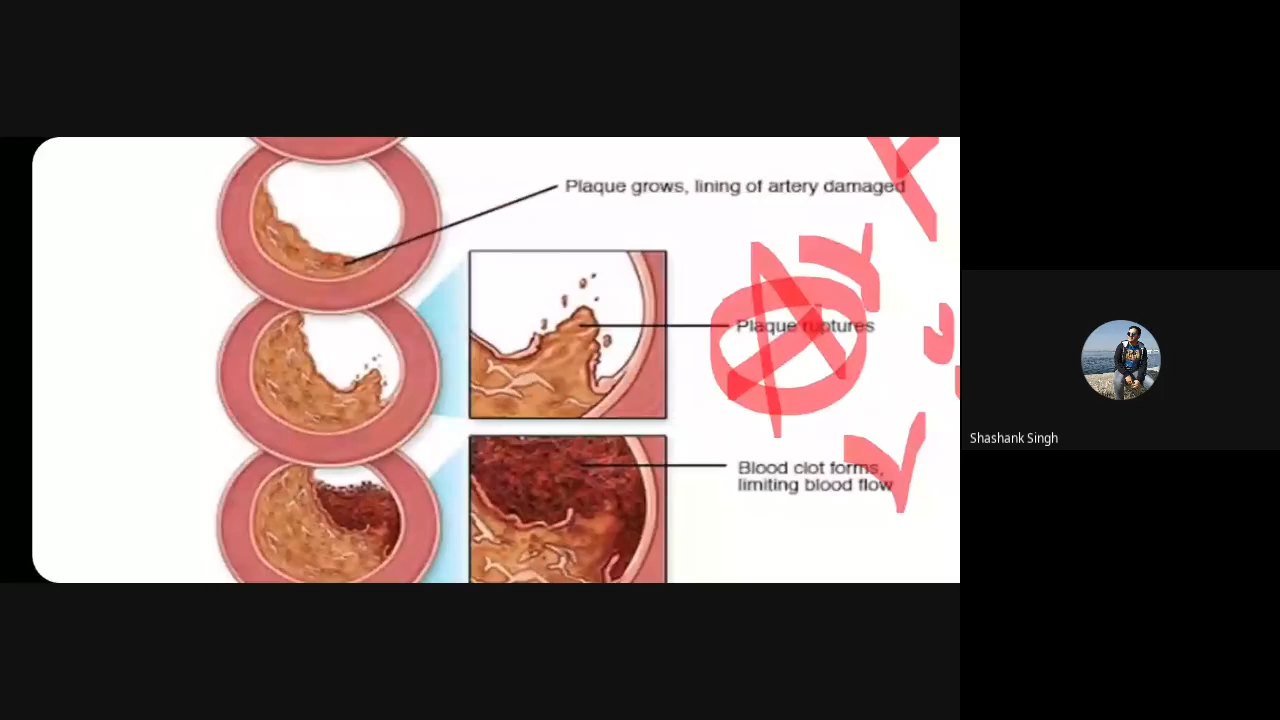 Plaque grows, lining of artery damaged
Plaque ruptures
Blood clot forms,
limiting blood flow
Shashank Singh